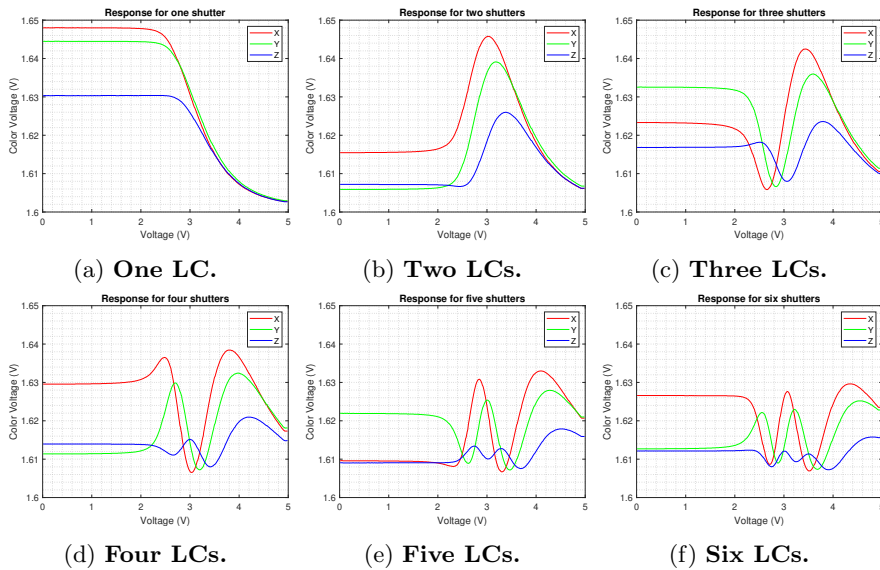 Response for one shutter
Response for two shutters
Response for three shutters
1.65
1.64
1.63
1.62
1.61
1.6
Color Voltage (V)
X
Y
Z
0 1 2 3 4 5
Voltage (V)
1.65
1.64
1.63
1.62
1.61
1.6
Color Voltage (V)
X
Y
Z
0 1 2 3 4 5
Voltage (V)
1.65
1.64
1.63
1.62
1.61
1.6
Color Voltage (V)
X
Y
Z
0 1 2 3 4 5
Voltage (V)
(a) One LC.
(b) Two LCs.
(c) Three LCs.
Response for four shutters
Response for five shutters
Response for six shutters
1.65
1.64
1.63
1.62
1.61
1.6
Color Voltage (V)
X
Y
Z
0 1 2 3 4 5
Voltage (V)
1.65
1.64
1.63
1.62
1.61
1.6
Color Voltage (V)
X
Y
Z
0 1 2 3 4 5
Voltage (V)
1.65
1.64
1.63
1.62
1.61
1.6
Color Voltage (V)
X
Y
Z
0 1 2 3 4 5
Voltage (V)
(d) Four LCs.
(e) Five LCs.
(f) Six LCs.